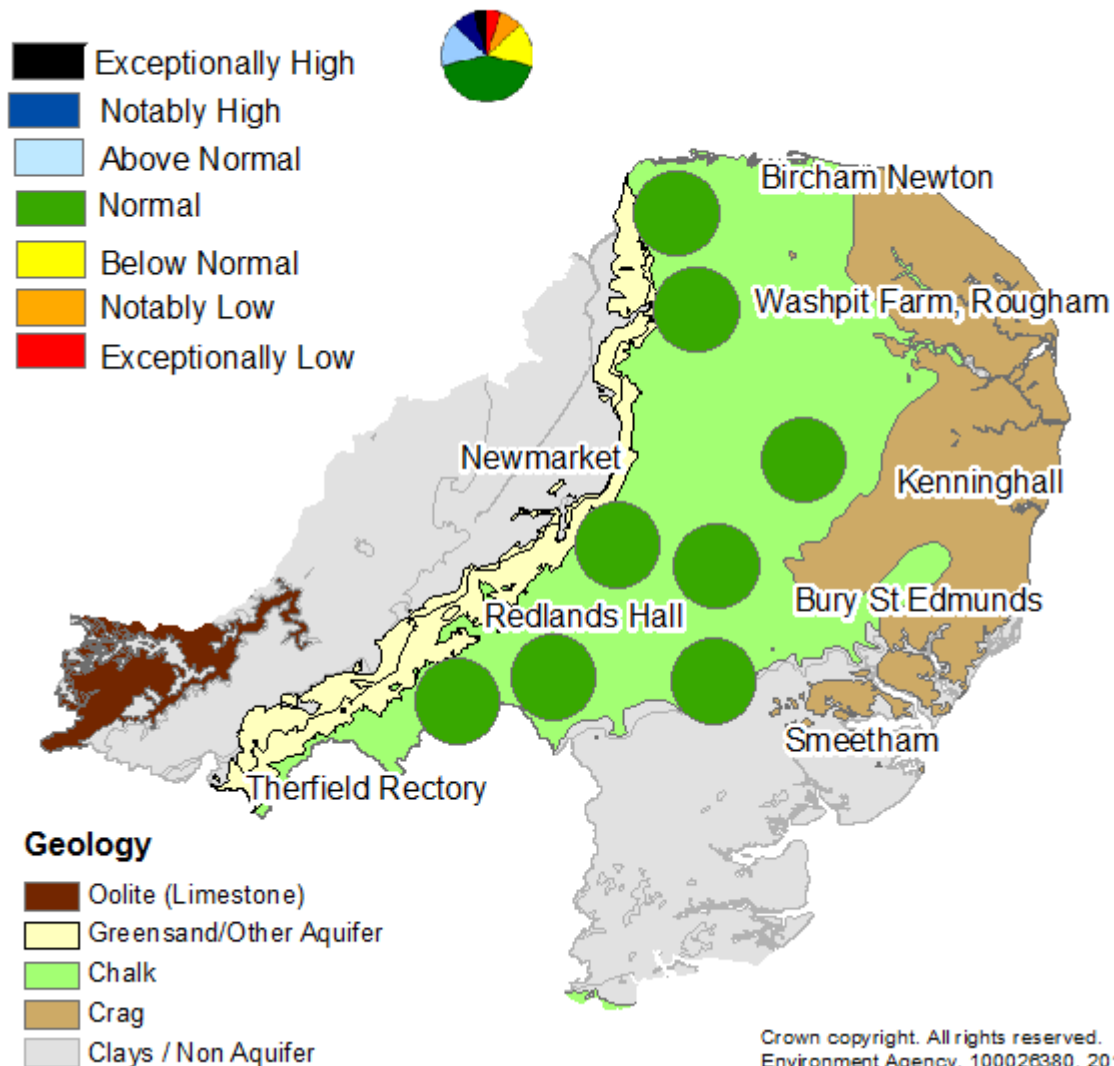 Exceptionally High
Notably High
Above Normal
Normal
Below Normal
Notably Low
Exceptionally Low
Bircham Newton
Washpit Farm, Rougham
Newmarket
Kenninghall
Bury St Edmunds
Redlands Hall
Smeetham
Therfield Rectory
Geology
Oolite (Limestone)
Greensand/Other Aquifer
Chalk
Crag
Clays / Non Aquifer
Crown copyright. All rights reserved.
Environment Agency, 100026380, 201